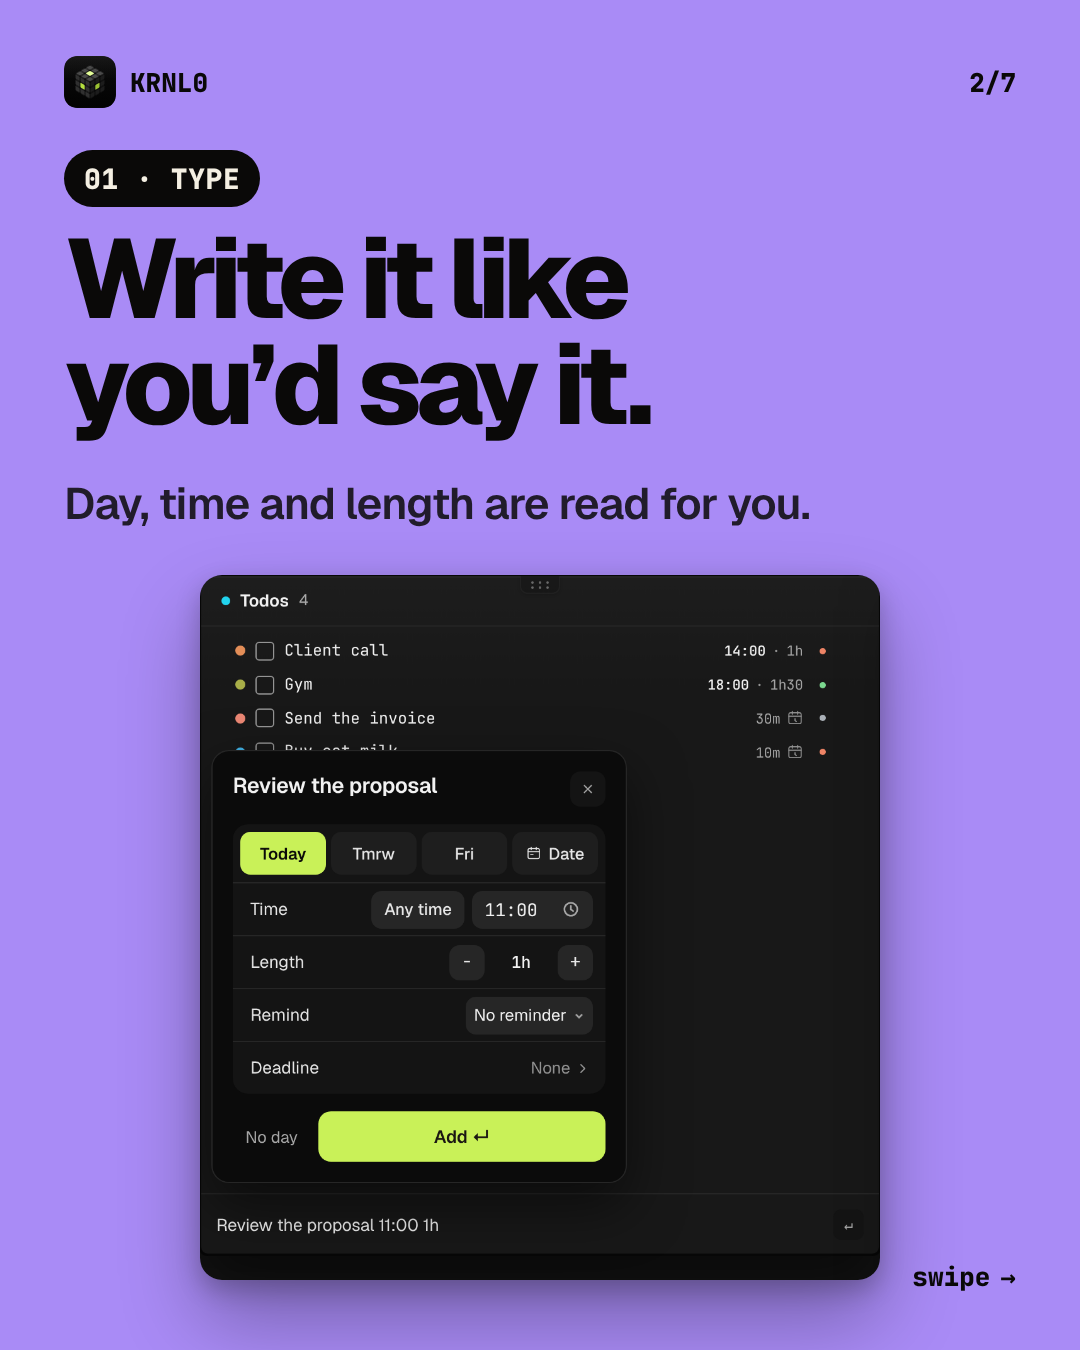 KRNL0
2/7
01 · TYPE
Write it like
you’d say it.
Day, time and length are read for you.
Todos 4
Client call 14:00 · 1h
Gym 18:00 · 1h30
Send the invoice 30m
Buy oat milk 10m
Review the proposal ×
Today Tmrw Fri Date
Time Any time 11:00
Length - 1h +
Remind No reminder
Deadline None >
No day Add ↵
Review the proposal 11:00 1h ↵
swipe →